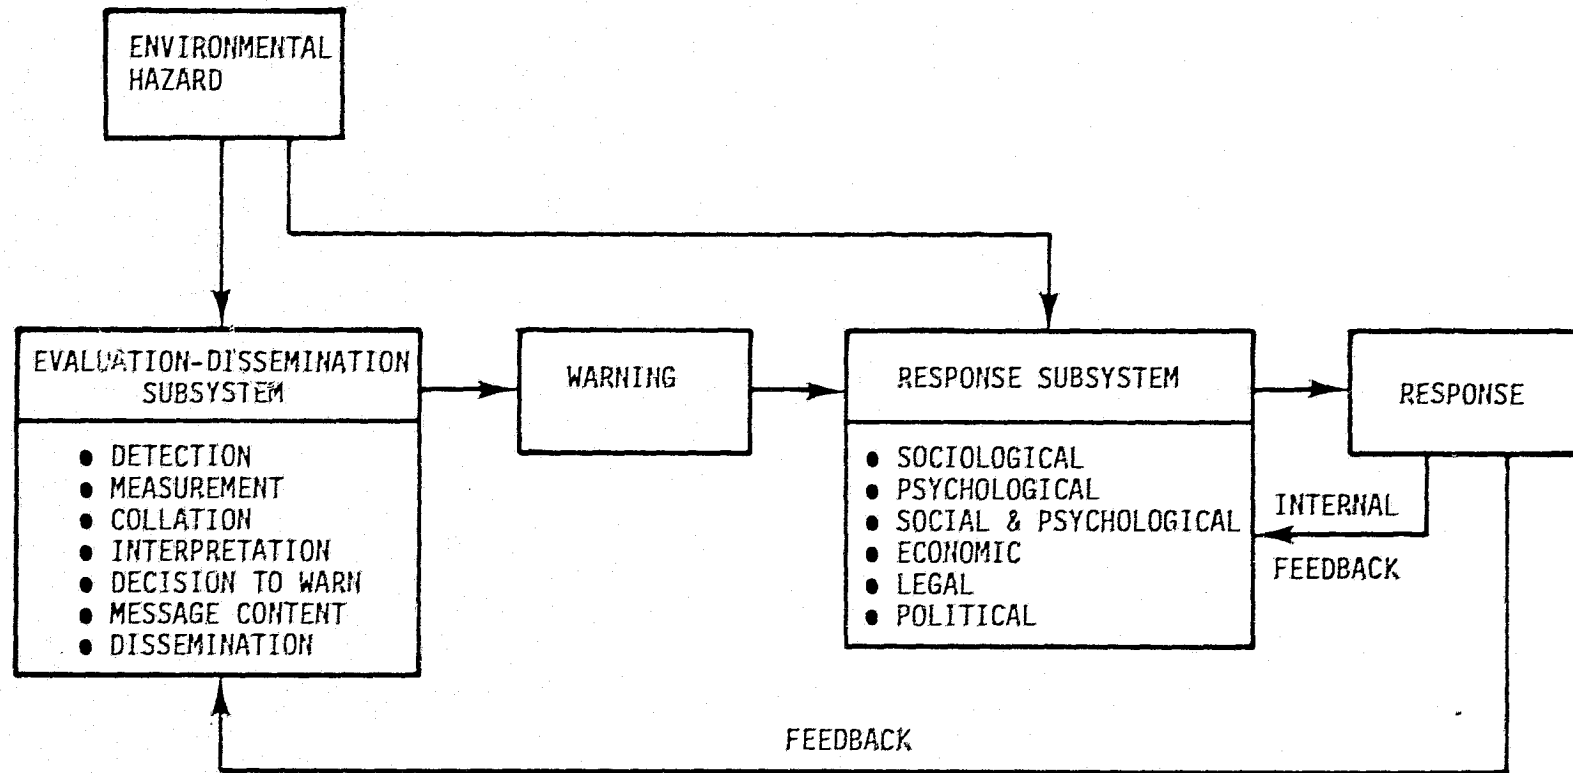 ENVIRONMENTAL
HAZARD
EVALUATION-DISSEMINATION
SUBSYSTEM
● DETECTION
● MEASUREMENT
● COLLATION
● INTERPRETATION
● DECISION TO WARN
● MESSAGE CONTENT
● DISSEMINATION
WARNING
RESPONSE SUBSYSTEM
● SOCIOLOGICAL
● PSYCHOLOGICAL
● SOCIAL & PSYCHOLOGICAL
● ECONOMIC
● LEGAL
● POLITICAL
RESPONSE
INTERNAL
FEEDBACK
FEEDBACK